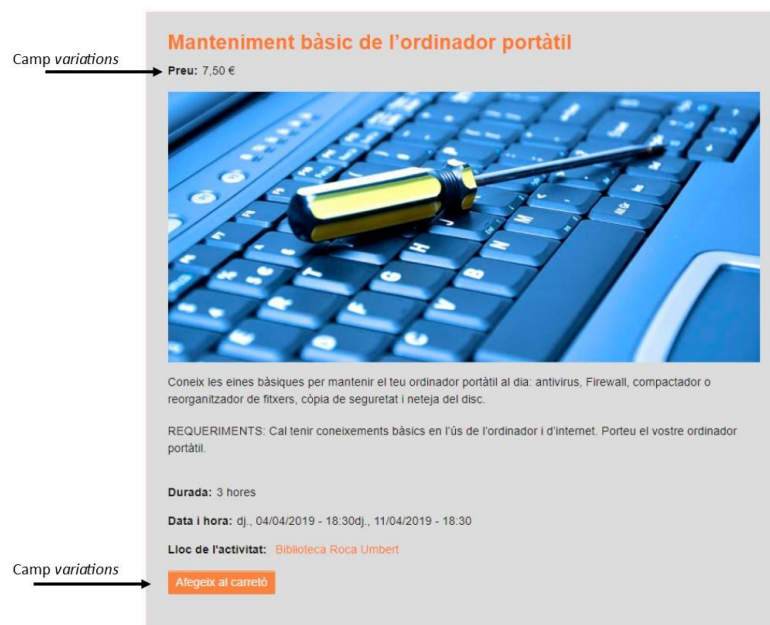 Manteniment bàsic de l'ordinador portàtil
Camp variations
Preu: 7,50 €
Coneix les eines bàsiques per mantenir el teu ordinador portàtil al dia: antivirus, Firewall, compactador o
reorganitzador de fitxers, còpia de seguretat i neteja del disc.
REQUERIMENTS: Cal tenir coneixements bàsics en l'ús de l'ordinador i d'internet. Porteu el vostre ordinador
portàtil.
Durada: 3 hores
Data i hora: dj., 04/04/2019 - 18:30dj., 11/04/2019 - 18:30
Lloc de l'activitat: Biblioteca Roca Umbert
Camp variations
Afegeix al carretó